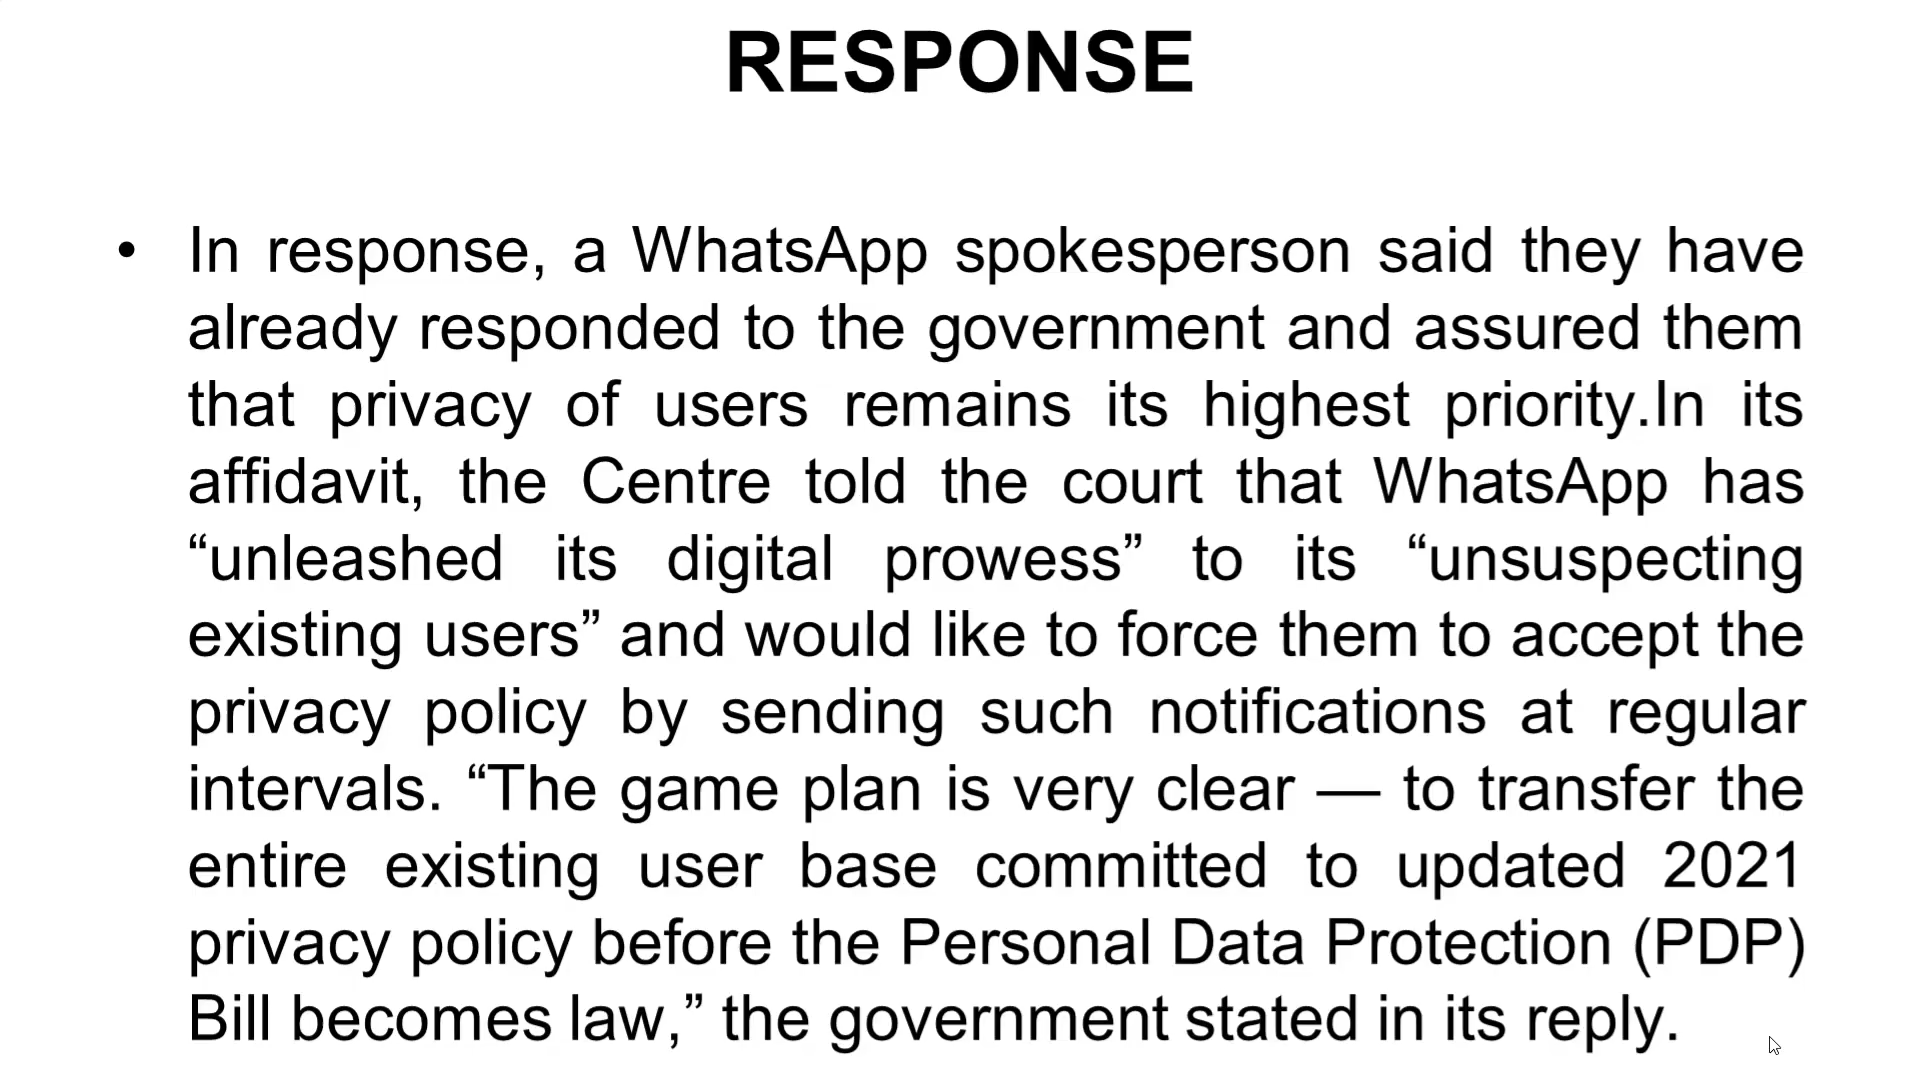 RESPONSE
• In response, a WhatsApp spokesperson said they have
already responded to the government and assured them
that privacy of users remains its highest priority.In its
affidavit, the Centre told the court that WhatsApp has
“unleashed its digital prowess” to its “unsuspecting
existing users” and would like to force them to accept the
privacy policy by sending such notifications at regular
intervals. “The game plan is very clear — to transfer the
entire existing user base committed to updated 2021
privacy policy before the Personal Data Protection (PDP)
Bill becomes law,” the government stated in its reply.